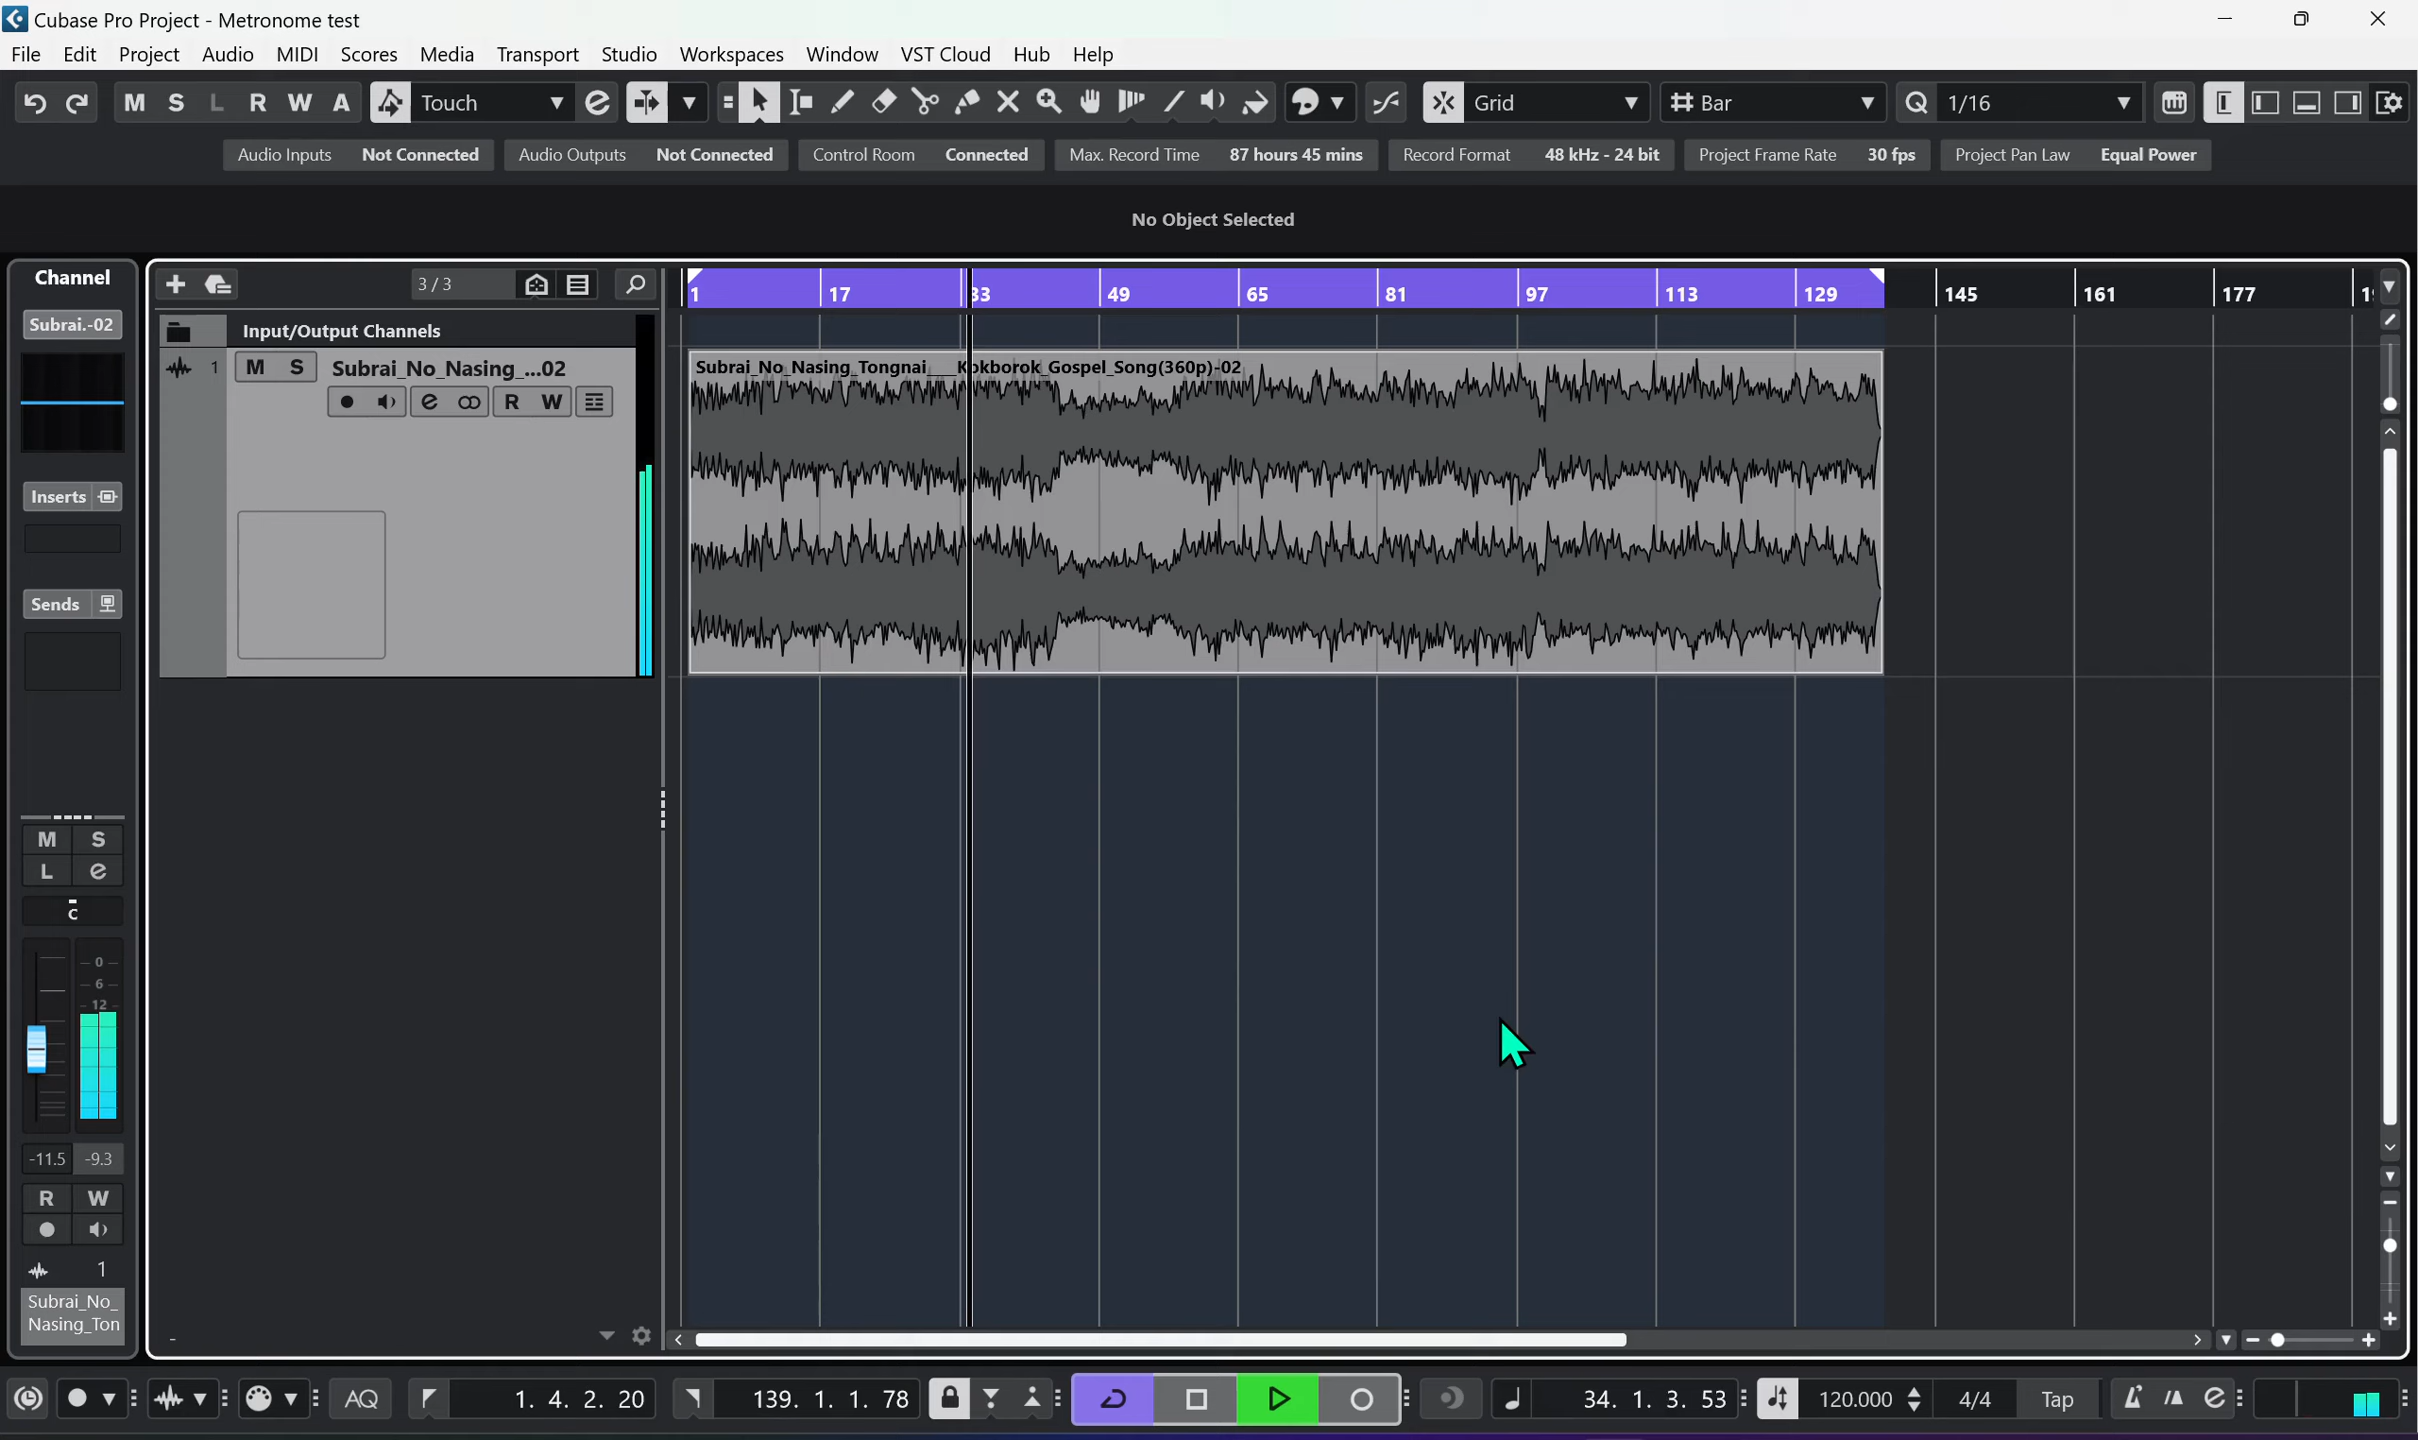 Cubase Pro Project - Metronome test
File Edit Project Audio MIDI Scores Media Transport Studio Workspaces Window VST Cloud Hub Help
M S L R W A Touch Grid Bar 1/16
Audio Inputs Not Connected Audio Outputs Not Connected Control Room Connected Max. Record Time 87 hours 45 mins Record Format 48 kHz - 24 bit Project Frame Rate 30 fps Project Pan Law Equal Power
No Object Selected
Channel
3 / 3
1 17 33 49 65 81 97 113 129 145 161 177
Subrai.-02
Input/Output Channels
1 M S Subrai_No_Nasing_...02
Subrai_No_Nasing_Tongnai___Kokborok_Gospel_Song(360p)-02
R W
Inserts
Sends
M S
L e
C
0
6
12
-11.5 -9.3
R W
1
Subrai_No_
Nasing_Ton
-
AQ 1. 4. 2. 20 139. 1. 1. 78 34. 1. 3. 53 120.000 4/4 Tap